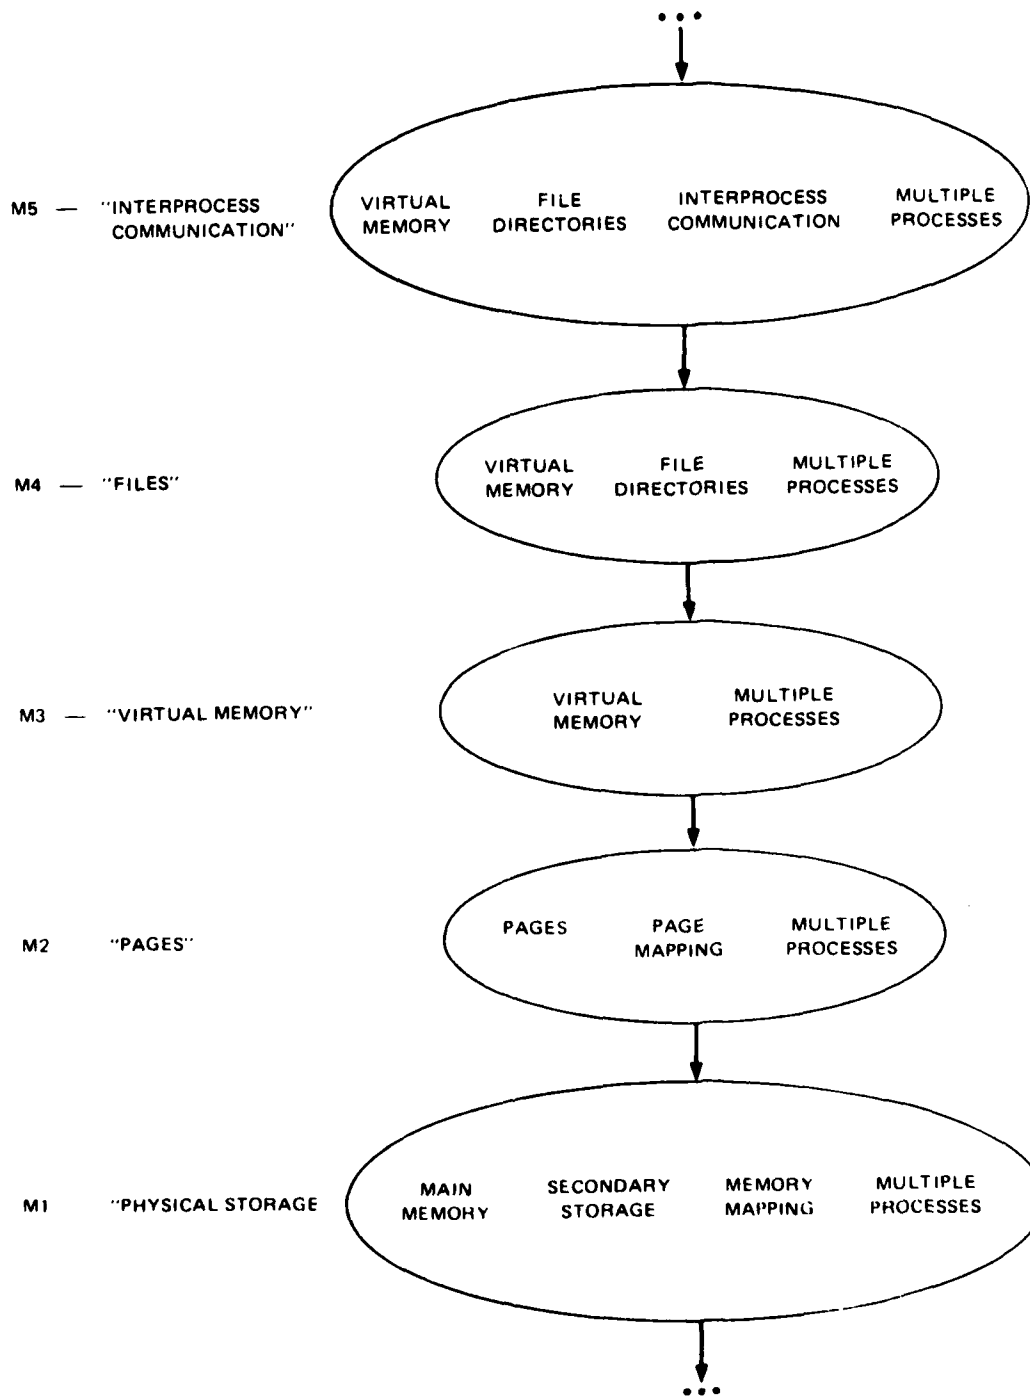 ...
M5 — "INTERPROCESS
COMMUNICATION"
VIRTUAL
MEMORY
FILE
DIRECTORIES
INTERPROCESS
COMMUNICATION
MULTIPLE
PROCESSES
M4 — "FILES"
VIRTUAL
MEMORY
FILE
DIRECTORIES
MULTIPLE
PROCESSES
M3 — "VIRTUAL MEMORY"
VIRTUAL
MEMORY
MULTIPLE
PROCESSES
M2 "PAGES"
PAGES
PAGE
MAPPING
MULTIPLE
PROCESSES
M1 "PHYSICAL STORAGE
MAIN
MEMORY
SECONDARY
STORAGE
MEMORY
MAPPING
MULTIPLE
PROCESSES
...